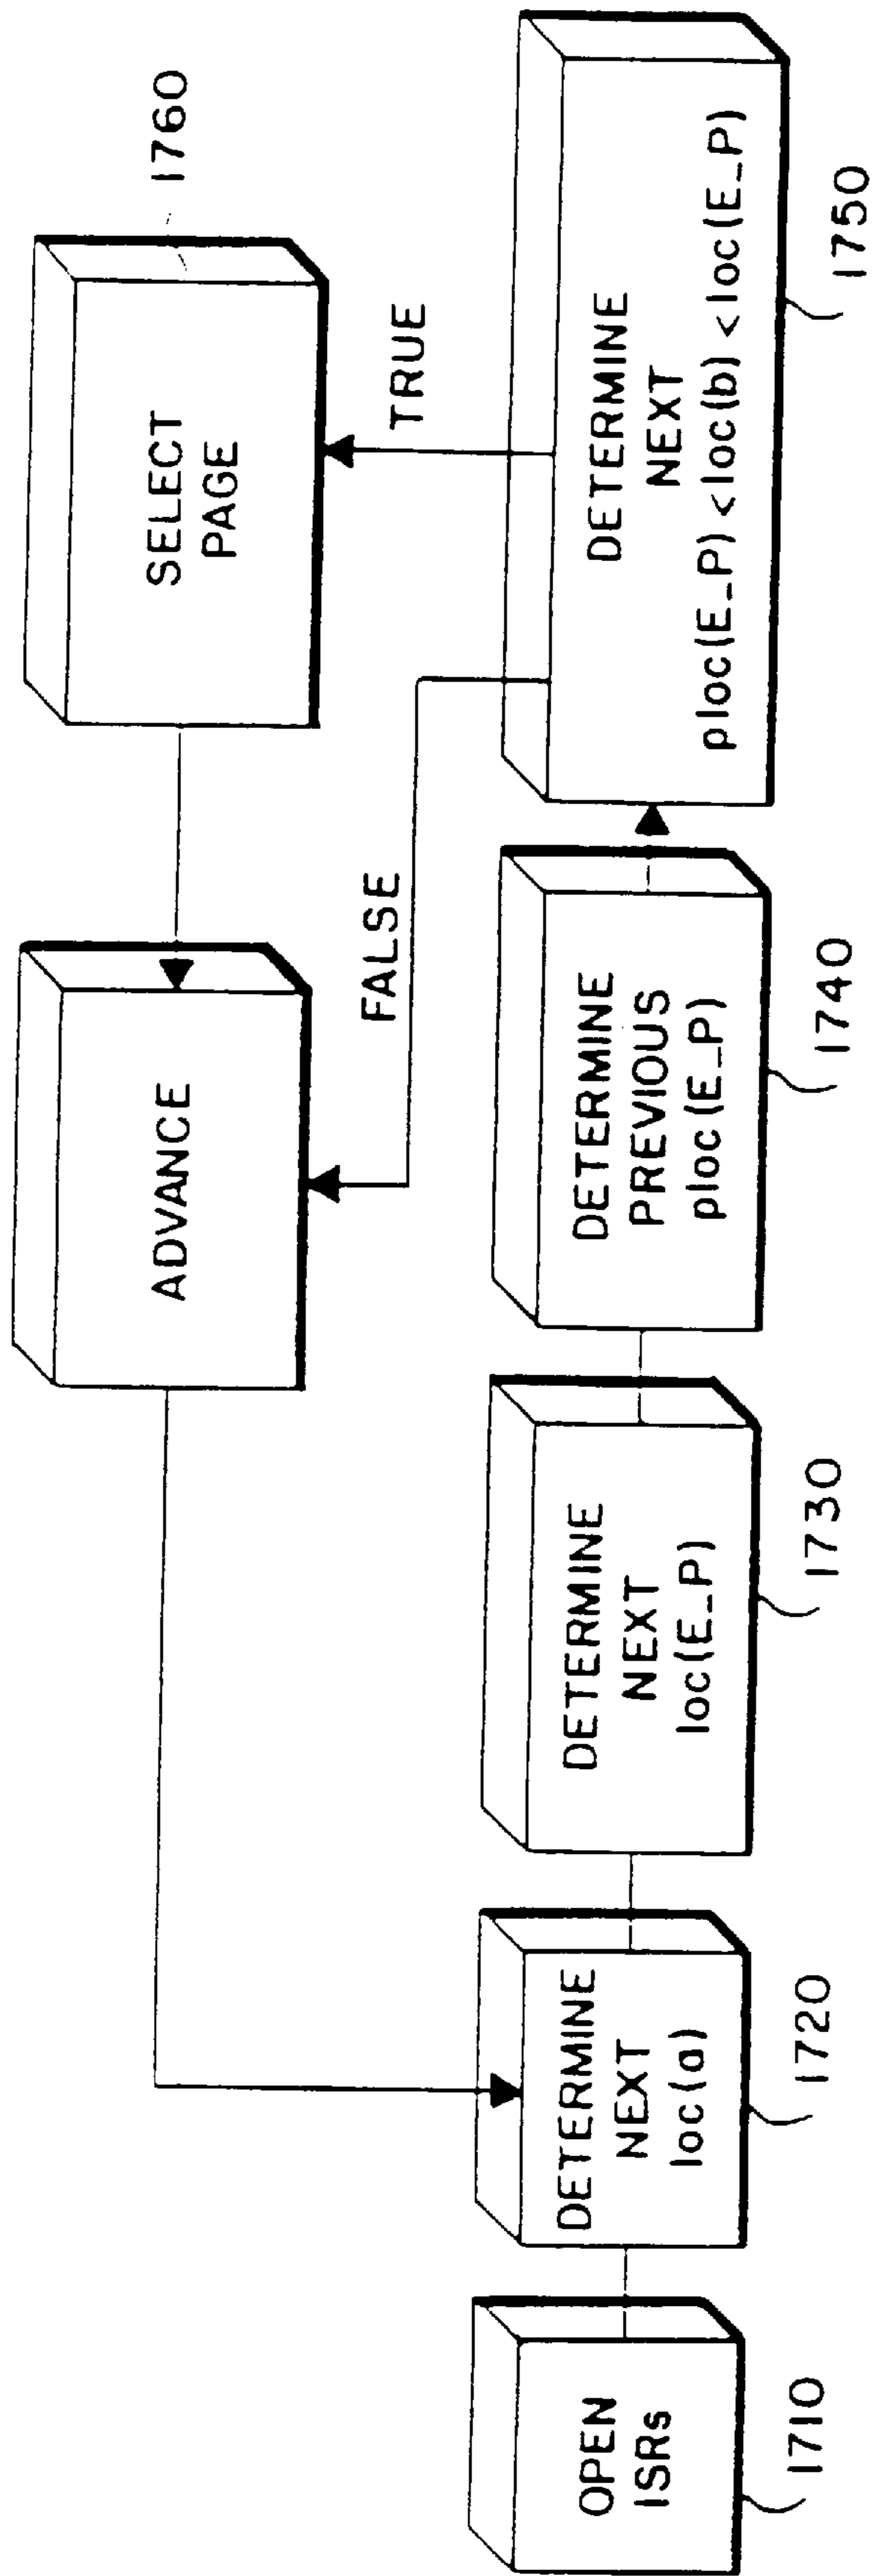 OPEN
ISRs
1710
DETERMINE
NEXT
loc(a)
1720
DETERMINE
NEXT
loc(E_P)
1730
DETERMINE
PREVIOUS
ploc(E_P)
1740
DETERMINE
NEXT
ploc(E_P)<loc(b)<loc(E_P)
1750
TRUE
FALSE
SELECT
PAGE
1760
ADVANCE